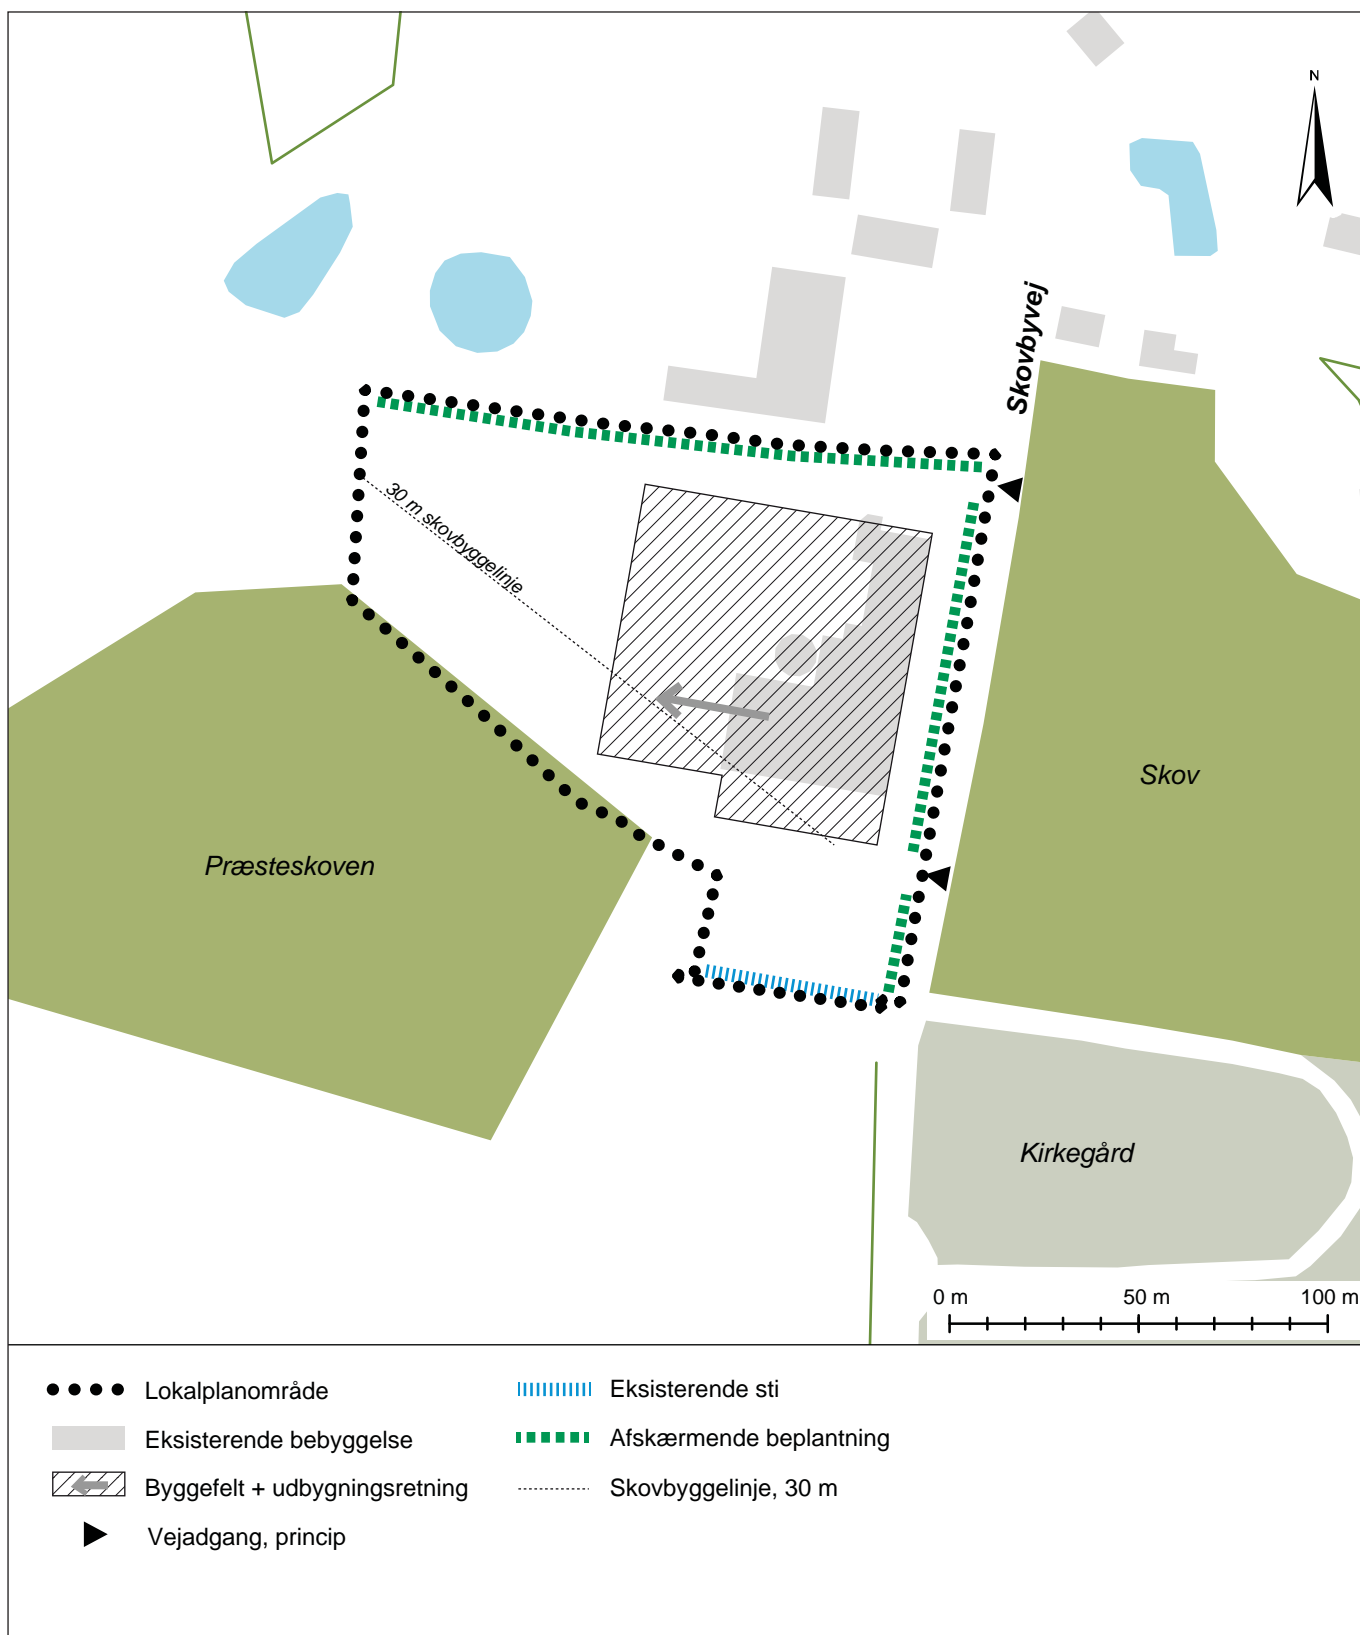 N
Skovbyvej
30 m skovbyggelinje
Skov
Præsteskoven
Kirkegård
0 m 50 m 100 m
Lokalplanområde
Eksisterende sti
Eksisterende bebyggelse
Afskærmende beplantning
Byggefelt + udbygningsretning
Skovbyggelinje, 30 m
Vejadgang, princip